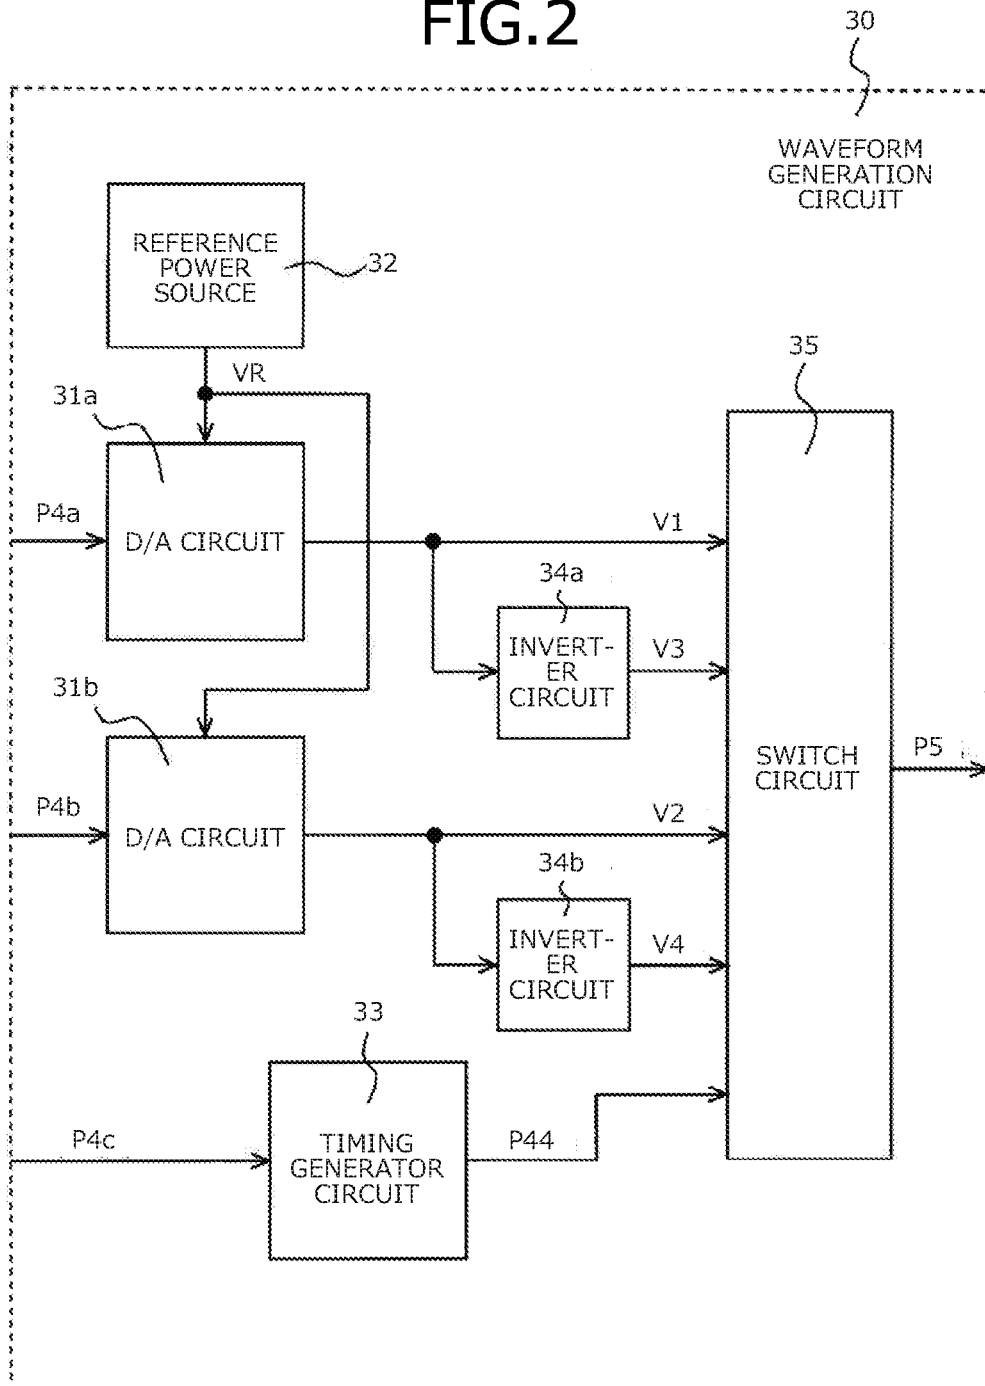 FIG.2
30
WAVEFORM
GENERATION
CIRCUIT
REFERENCE
POWER
SOURCE
32
VR
35
31a
P4a
D/A CIRCUIT
V1
34a
INVERT-
ER
CIRCUIT
V3
31b
P4b
D/A CIRCUIT
V2
SWITCH
CIRCUIT
P5
34b
INVERT-
ER
CIRCUIT
V4
33
P4c
TIMING
GENERATOR
CIRCUIT
P44